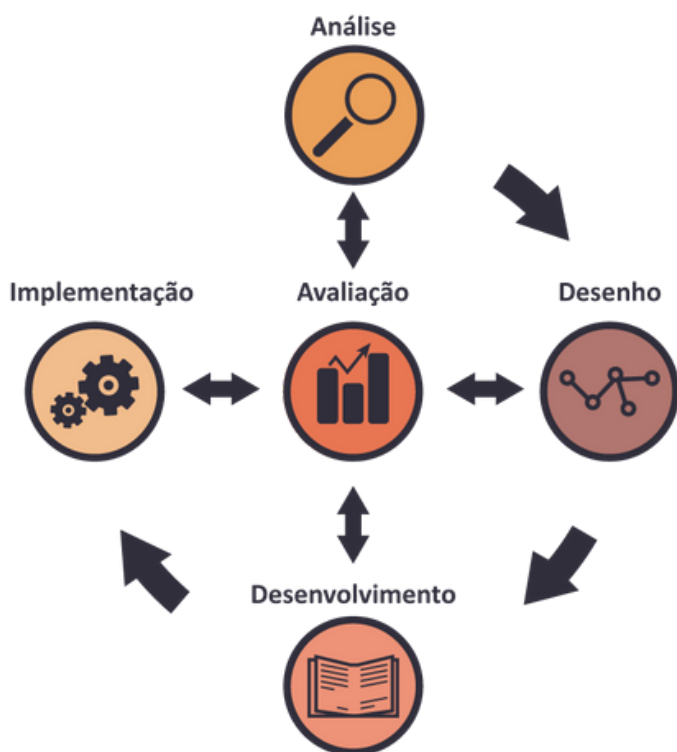 Análise
Implementação
Avaliação
Desenho
Desenvolvimento